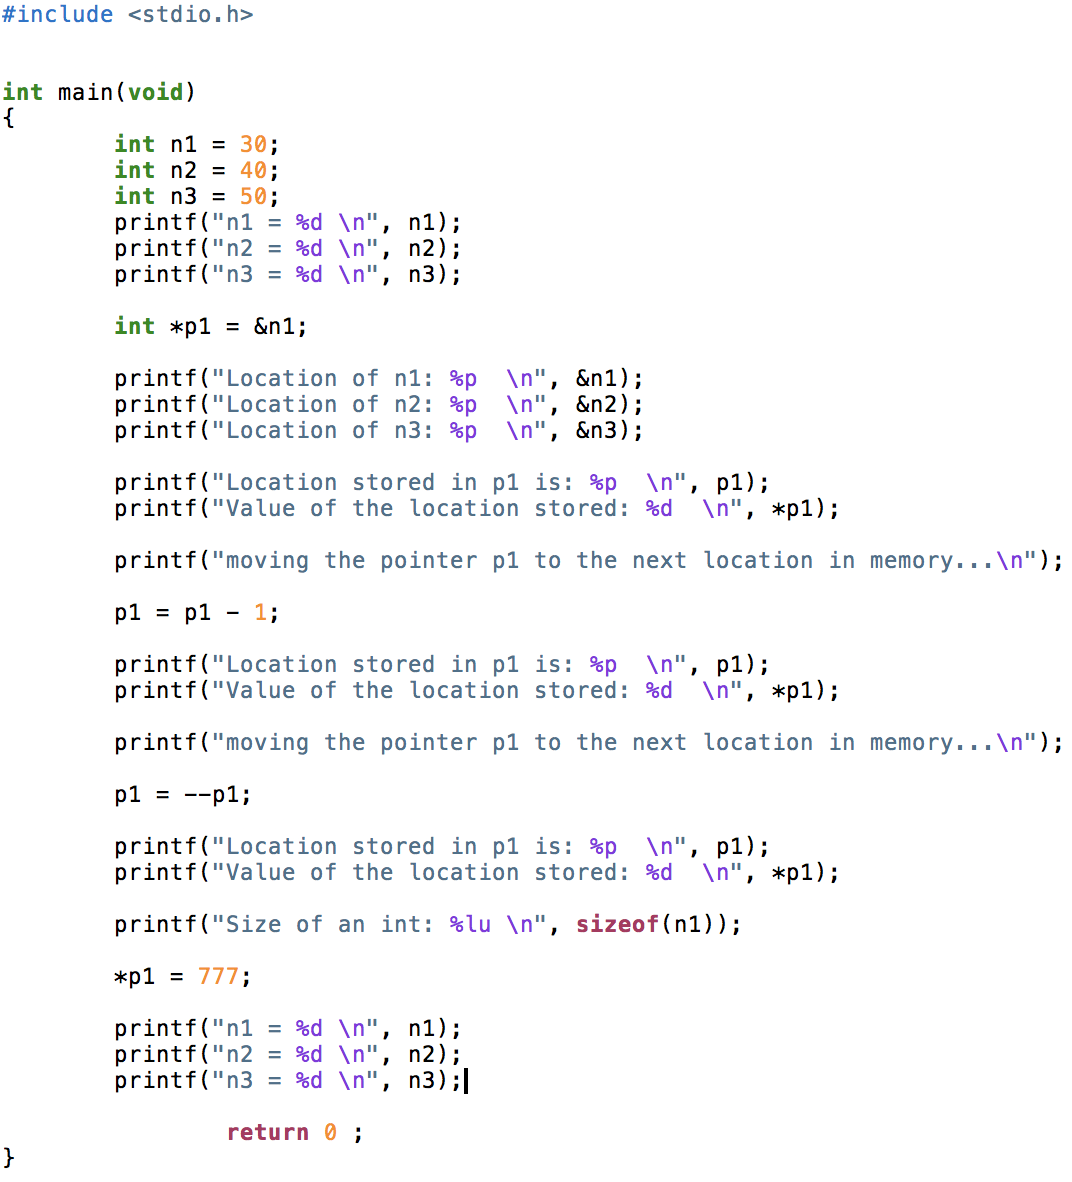 #include <stdio.h>
int main(void)
{
int n1 = 30;
int n2 = 40;
int n3 = 50;
printf("n1 = %d \n", n1);
printf("n2 = %d \n", n2);
printf("n3 = %d \n", n3);
int *p1 = &n1;
printf("Location of n1: %p  \n", &n1);
printf("Location of n2: %p  \n", &n2);
printf("Location of n3: %p  \n", &n3);
printf("Location stored in p1 is: %p  \n", p1);
printf("Value of the location stored: %d  \n", *p1);
printf("moving the pointer p1 to the next location in memory...\n");
p1 = p1 - 1;
printf("Location stored in p1 is: %p  \n", p1);
printf("Value of the location stored: %d  \n", *p1);
printf("moving the pointer p1 to the next location in memory...\n");
p1 = --p1;
printf("Location stored in p1 is: %p  \n", p1);
printf("Value of the location stored: %d  \n", *p1);
printf("Size of an int: %lu \n", sizeof(n1));
*p1 = 777;
printf("n1 = %d \n", n1);
printf("n2 = %d \n", n2);
printf("n3 = %d \n", n3);
return 0 ;
}